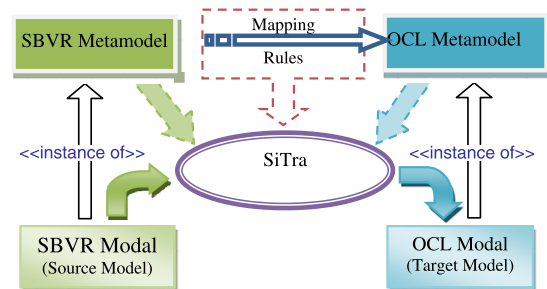 SBVR Metamodel
Mapping
Rules
OCL Metamodel
<<instance of>>
SiTra
<<instance of>>
SBVR Modal
(Source Model)
OCL Modal
(Target Model)